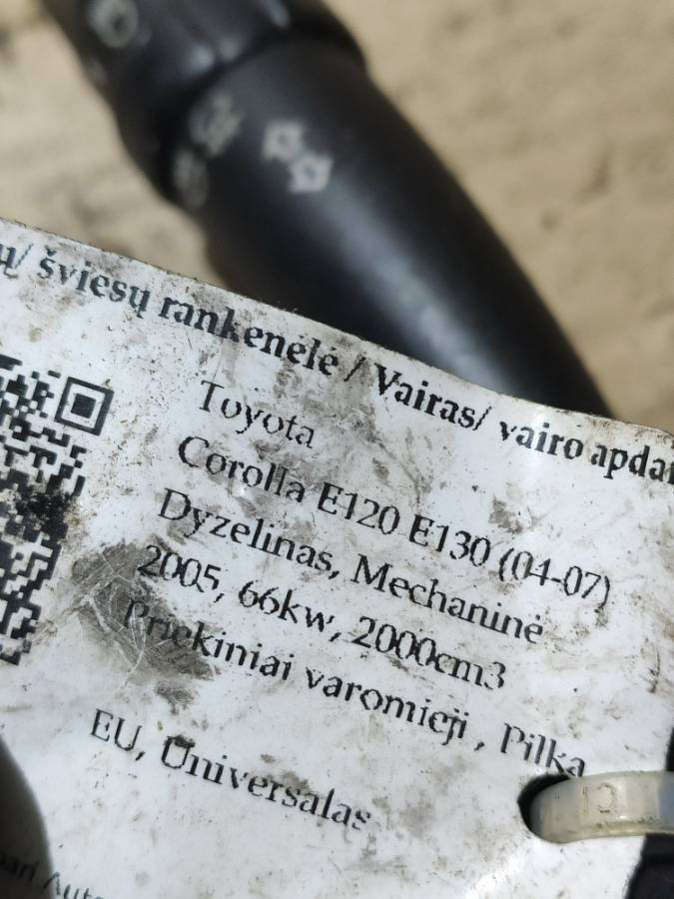 šviesų rankenėlė / Vairas/ vairo
Toyota
Corolla E120 E130 (04-07)
Dyzelinas, Mechaninė
2005, 66kw, 2000cm3
Priekiniai varomieji , Pilka
EU, Universalas